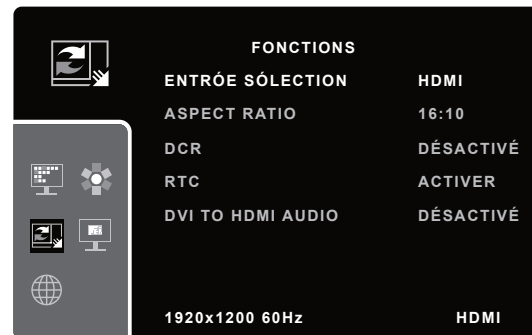 FONCTIONS
ENTRÓE SÓLECTION HDMI
ASPECT RATIO 16:10
DCR DÉSACTIVÉ
RTC ACTIVER
DVI TO HDMI AUDIO DÉSACTIVÉ
1920x1200 60Hz HDMI